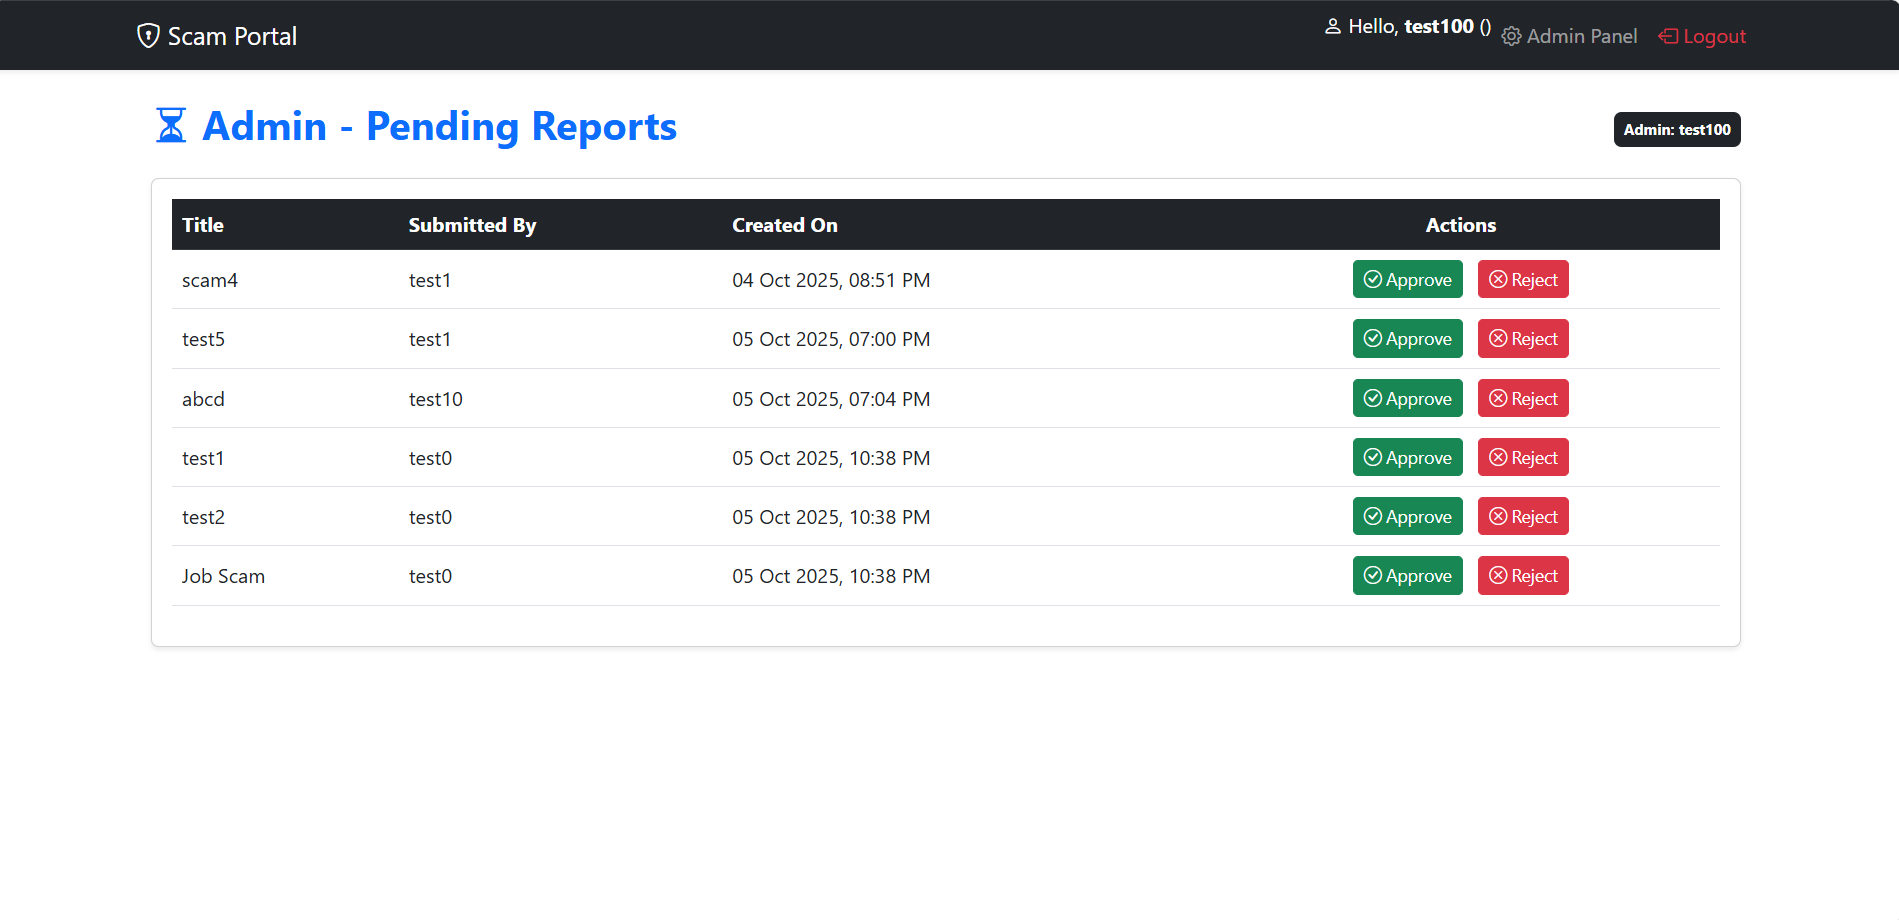 Scam Portal
Hello, test100 ()
Admin Panel
Logout
Admin - Pending Reports
Admin: test100
Title Submitted By Created On Actions
scam4 test1 04 Oct 2025, 08:51 PM Approve Reject
test5 test1 05 Oct 2025, 07:00 PM Approve Reject
abcd test10 05 Oct 2025, 07:04 PM Approve Reject
test1 test0 05 Oct 2025, 10:38 PM Approve Reject
test2 test0 05 Oct 2025, 10:38 PM Approve Reject
Job Scam test0 05 Oct 2025, 10:38 PM Approve Reject